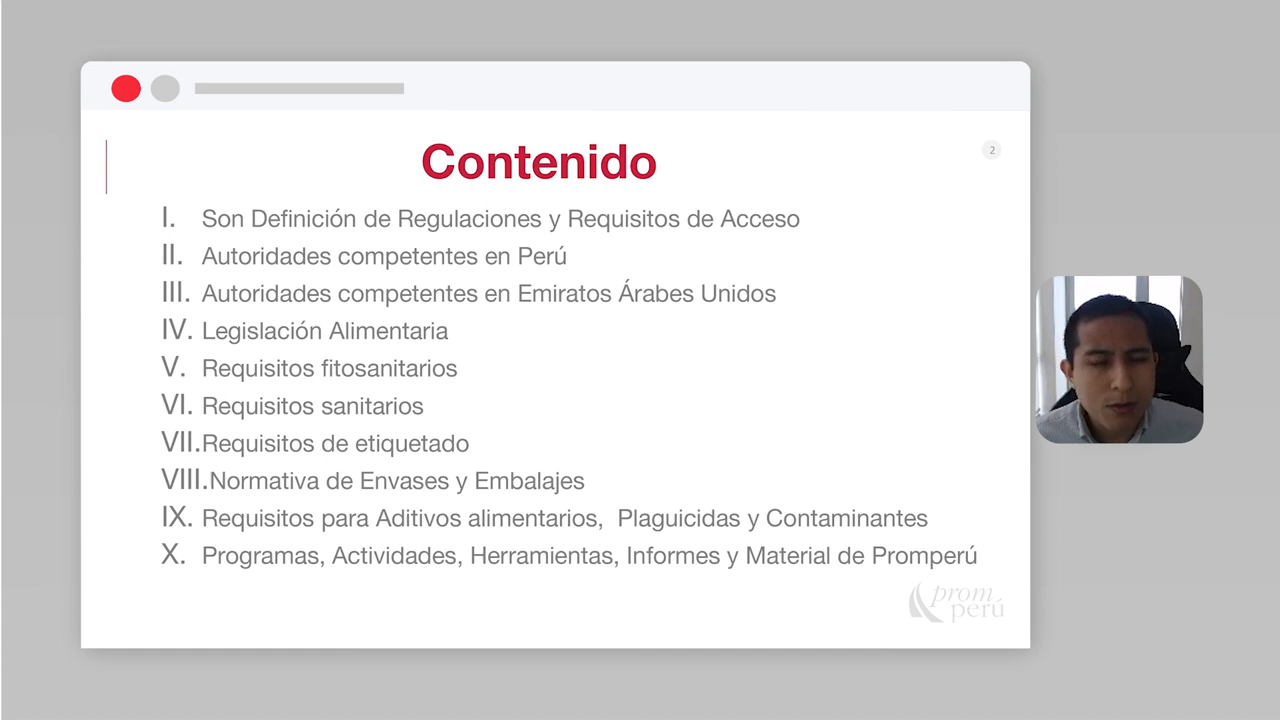 Contenido
2
I. Son Definición de Regulaciones y Requisitos de Acceso
II. Autoridades competentes en Perú
III. Autoridades competentes en Emiratos Árabes Unidos
IV. Legislación Alimentaria
V. Requisitos fitosanitarios
VI. Requisitos sanitarios
VII.Requisitos de etiquetado
VIII.Normativa de Envases y Embalajes
IX. Requisitos para Aditivos alimentarios,  Plaguicidas y Contaminantes
X. Programas, Actividades, Herramientas, Informes y Material de Promperú
prom
perú